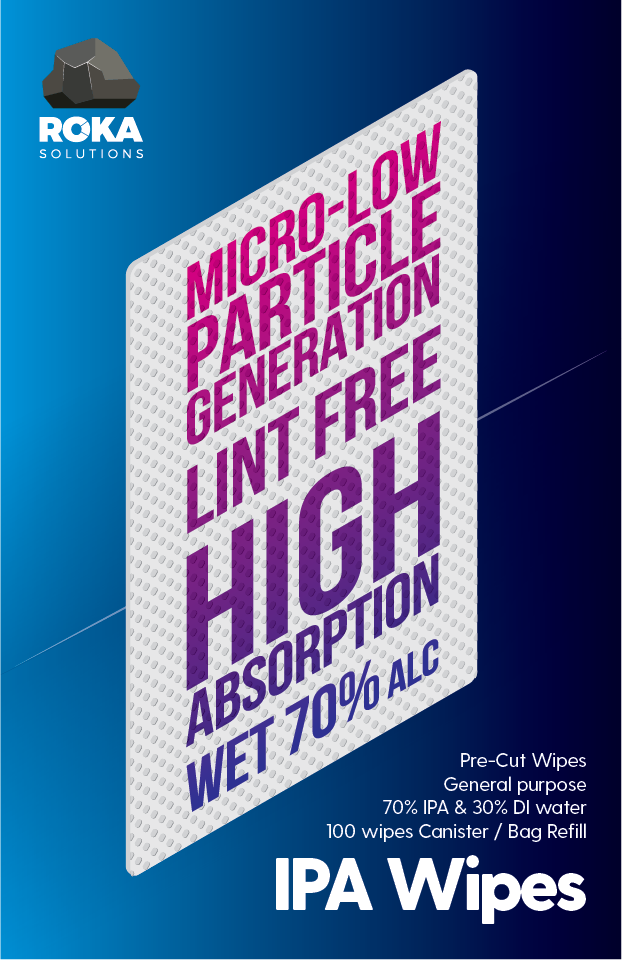 ROKA
SOLUTIONS
MICRO-LOW
PARTICLE
GENERATION
LINT FREE
HIGH
ABSORPTION
WET 70% ALC
Pre-Cut Wipes
General purpose
70% IPA & 30% DI water
100 wipes Canister / Bag Refill
IPA Wipes